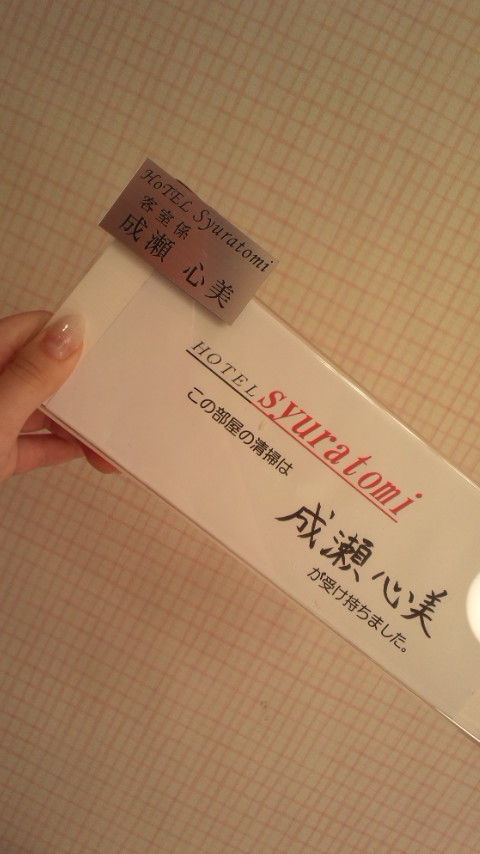 HoTEL Syuratomi
客室係
成瀬 心美
HOTEL syuratomi
この部屋の清掃は
成瀬心美
が受け持ちました。